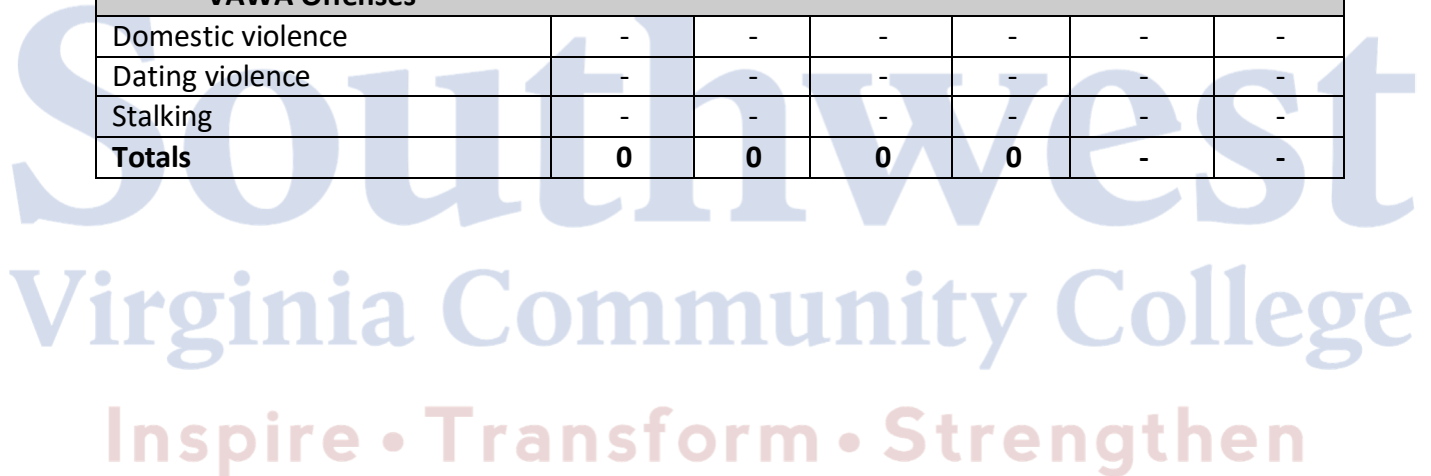 VAWA Offenses
Domestic violence - - - - - -
Dating violence - - - - - -
Stalking - - - - - -
Totals 0 0 0 0 - -
Southwest
Virginia Community College
Inspire • Transform • Strengthen